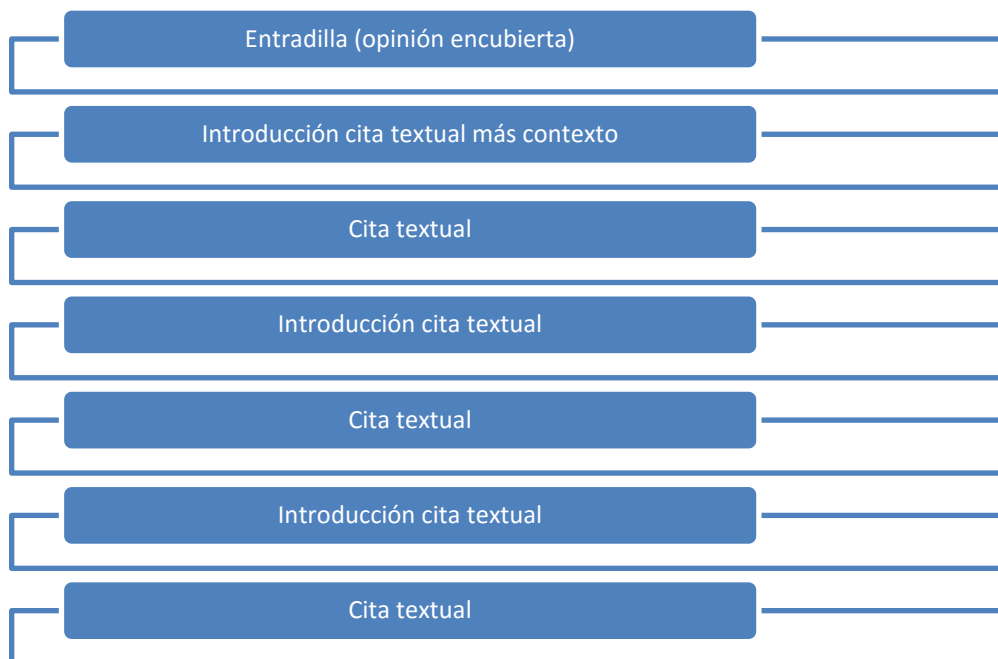 Entradilla (opinión encubierta)
Introducción cita textual más contexto
Cita textual
Introducción cita textual
Cita textual
Introducción cita textual
Cita textual